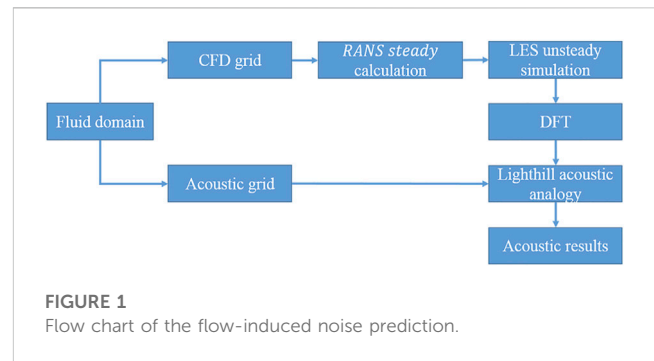 CFD grid
RANS steady
calculation
LES unsteady
simulation
Fluid domain
DFT
Acoustic grid
Lighthill acoustic
analogy
Acoustic results
FIGURE 1
Flow chart of the flow-induced noise prediction.